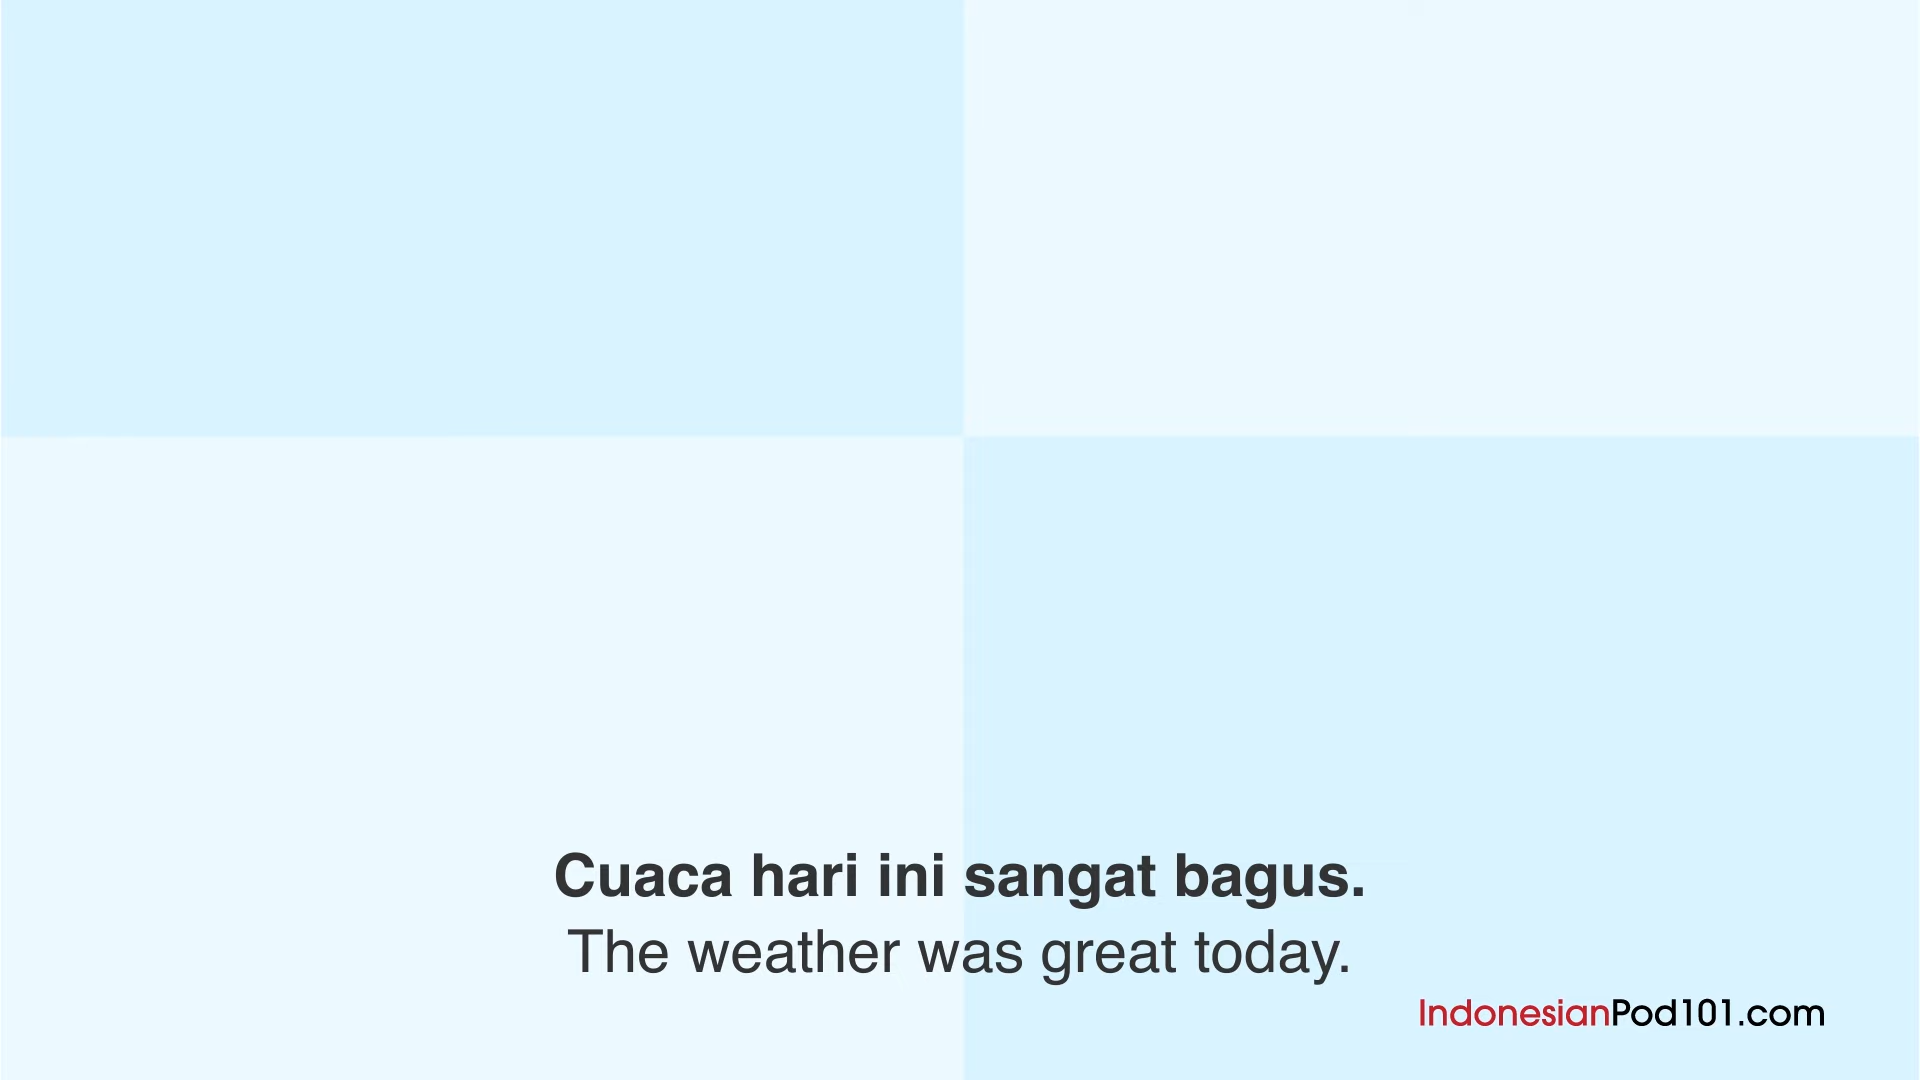 Cuaca hari ini sangat bagus.
The weather was great today.
IndonesianPod101.com